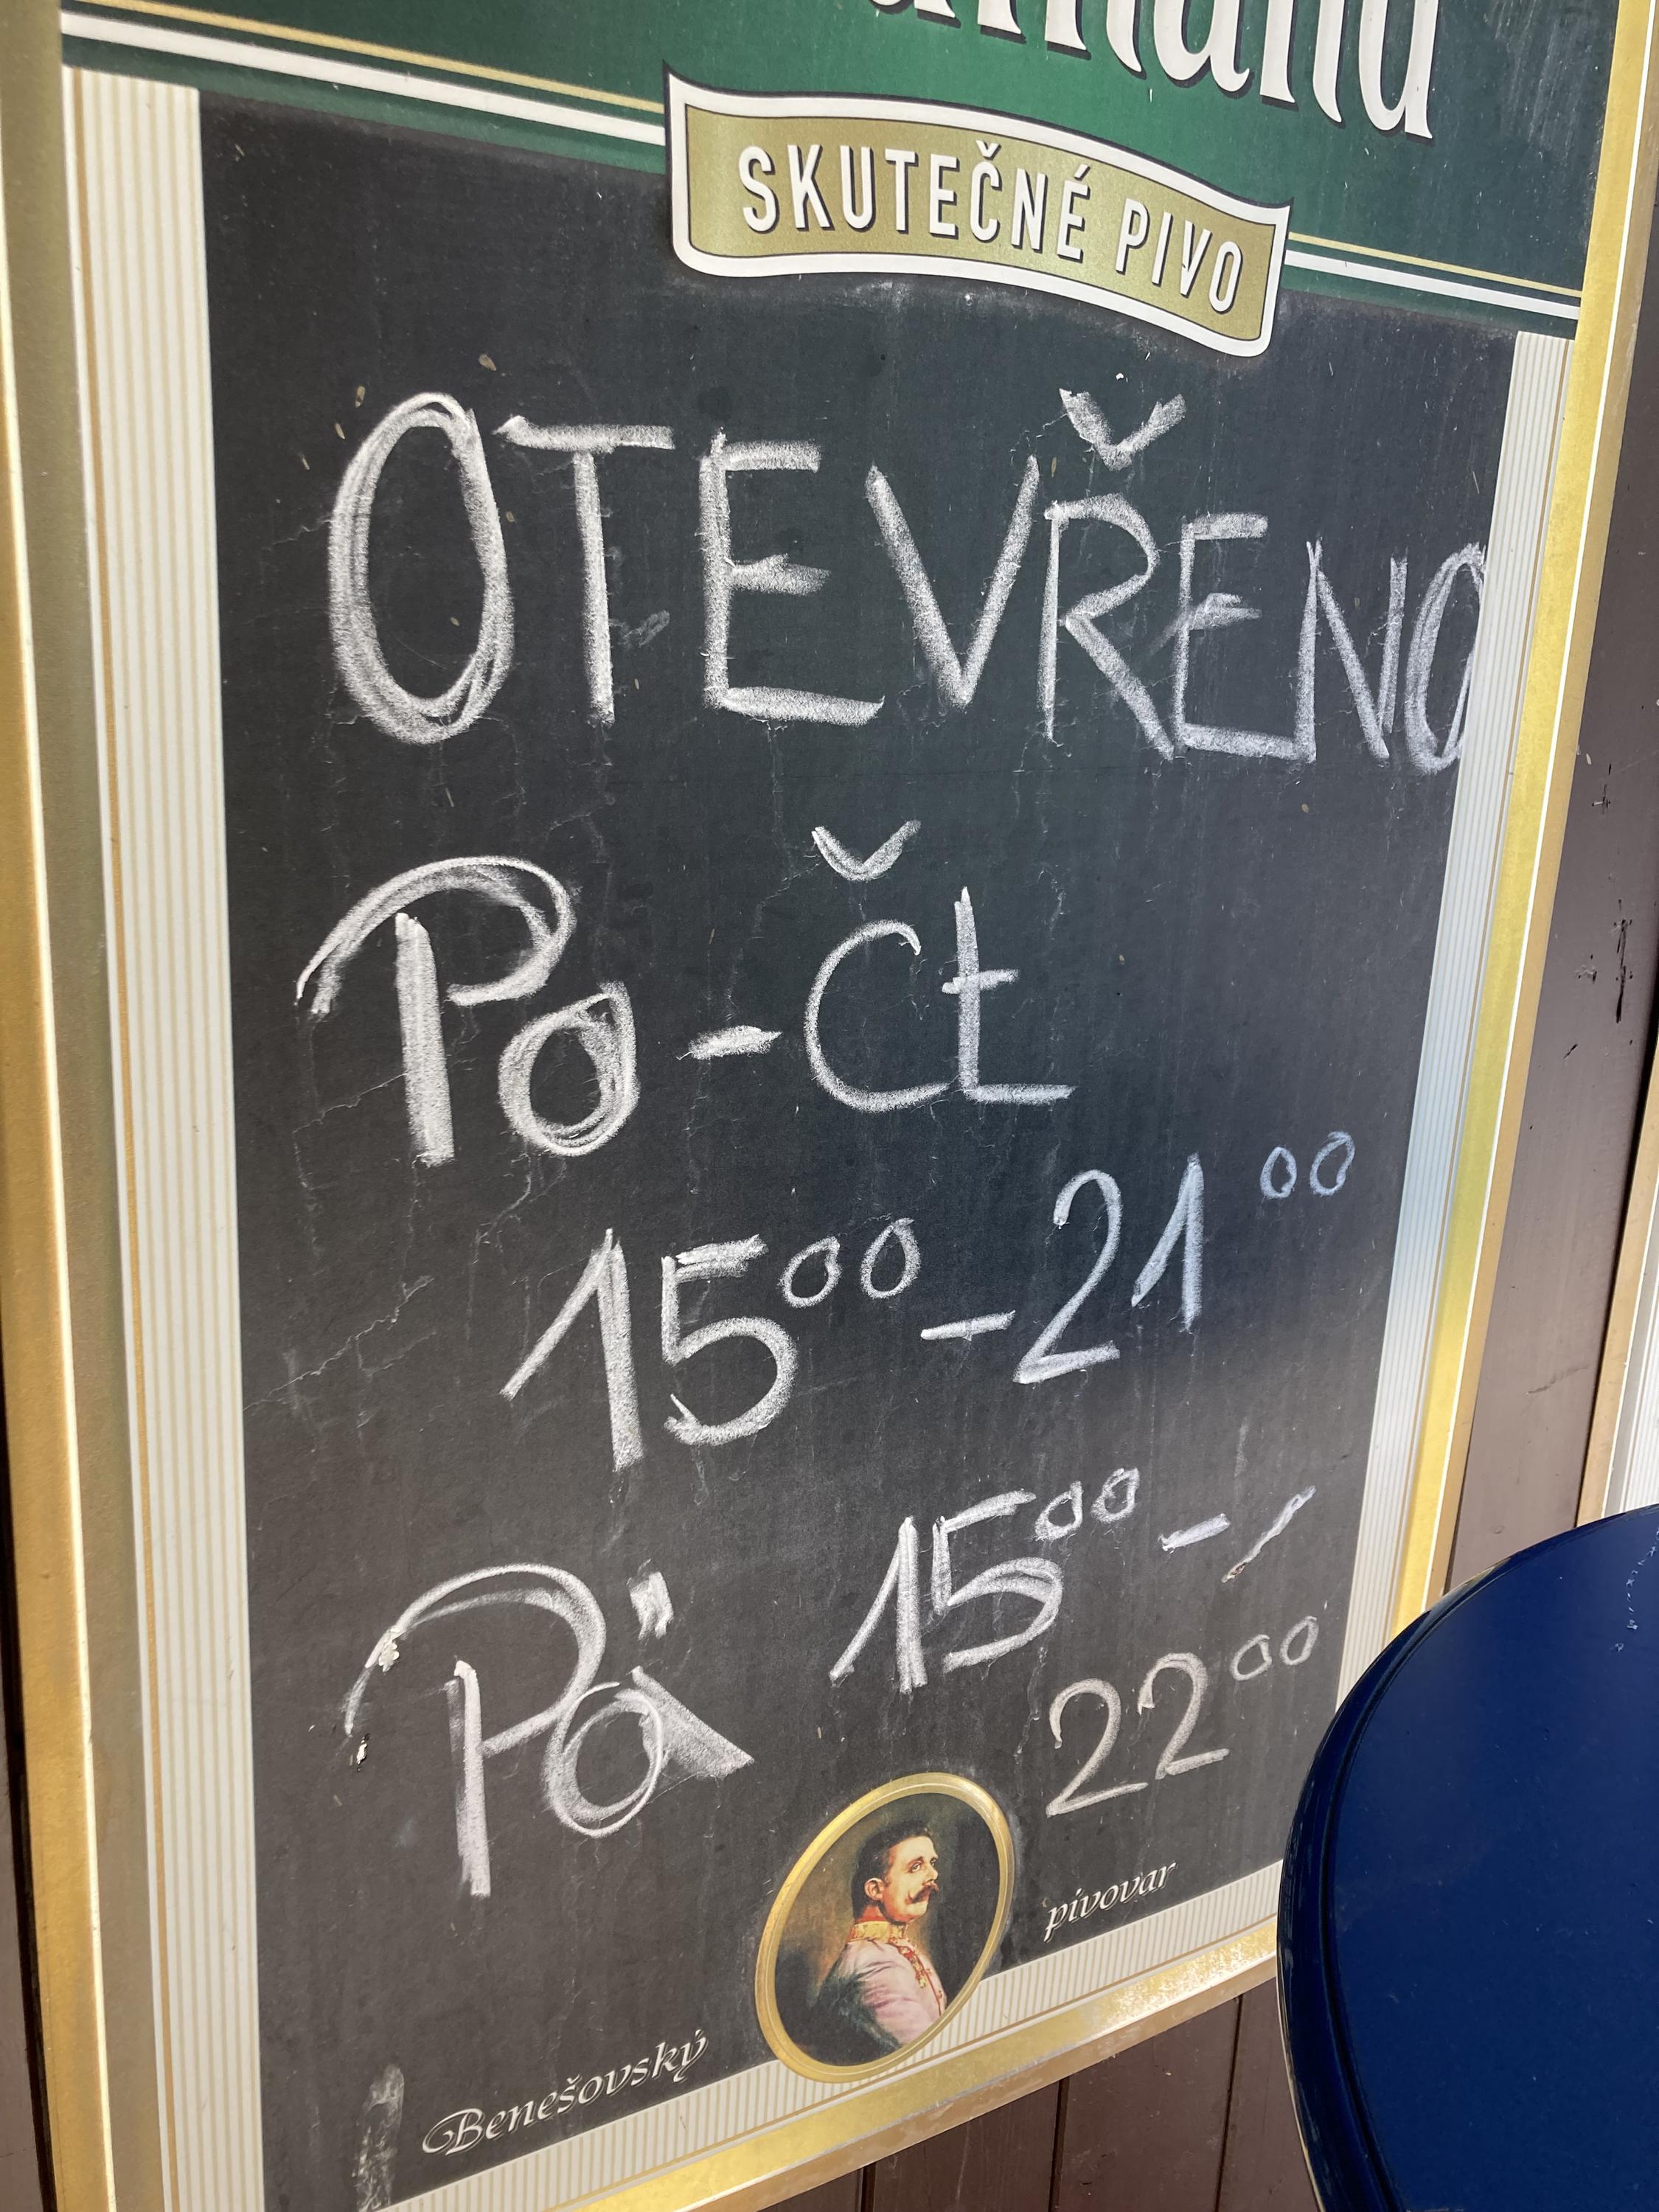 SKUTEČNÉ PIVO
OTEVŘENO
Po - Čt
15⁰⁰ - 21⁰⁰
Pá 15⁰⁰ -
22⁰⁰
Benešovský pivovar